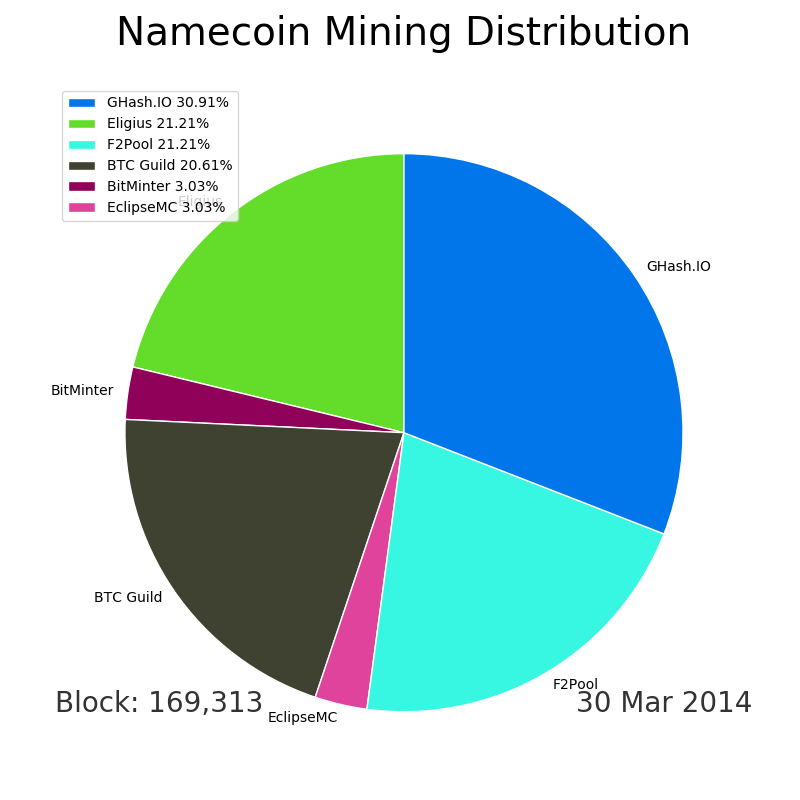 Namecoin Mining Distribution
GHash.IO 30.91%
Eligius 21.21%
F2Pool 21.21%
BTC Guild 20.61%
BitMinter 3.03%
EclipseMC 3.03%
Eligius
GHash.IO
BitMinter
BTC Guild
F2Pool
Block: 169,313
30 Mar 2014
EclipseMC